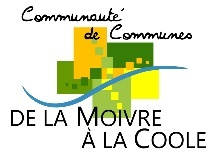 Communauté
de Communes
DE LA MOIVRE
À LA COOLE